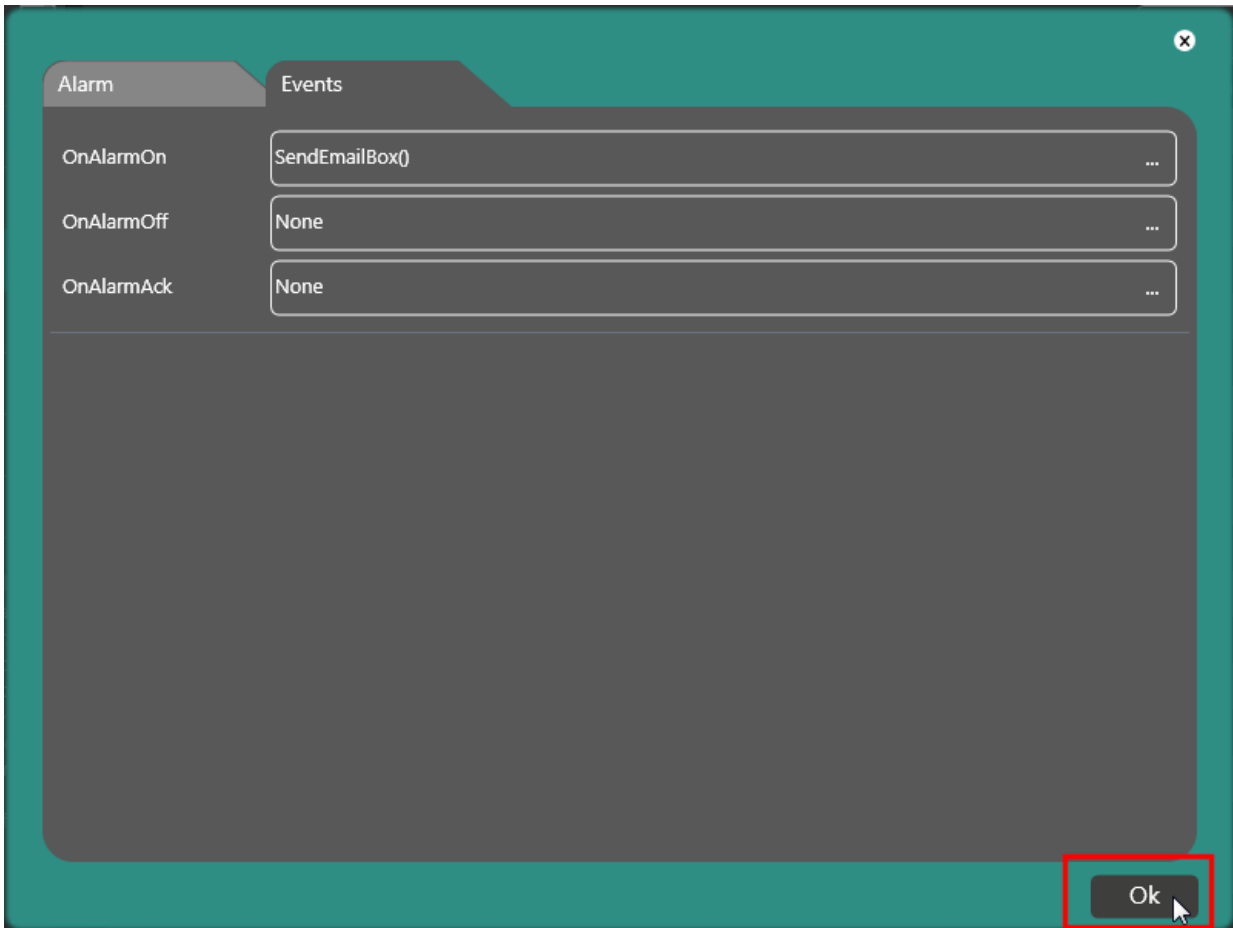 Alarm
Events
OnAlarmOn
SendEmailBox()
...
OnAlarmOff
None
...
OnAlarmAck
None
...
Ok